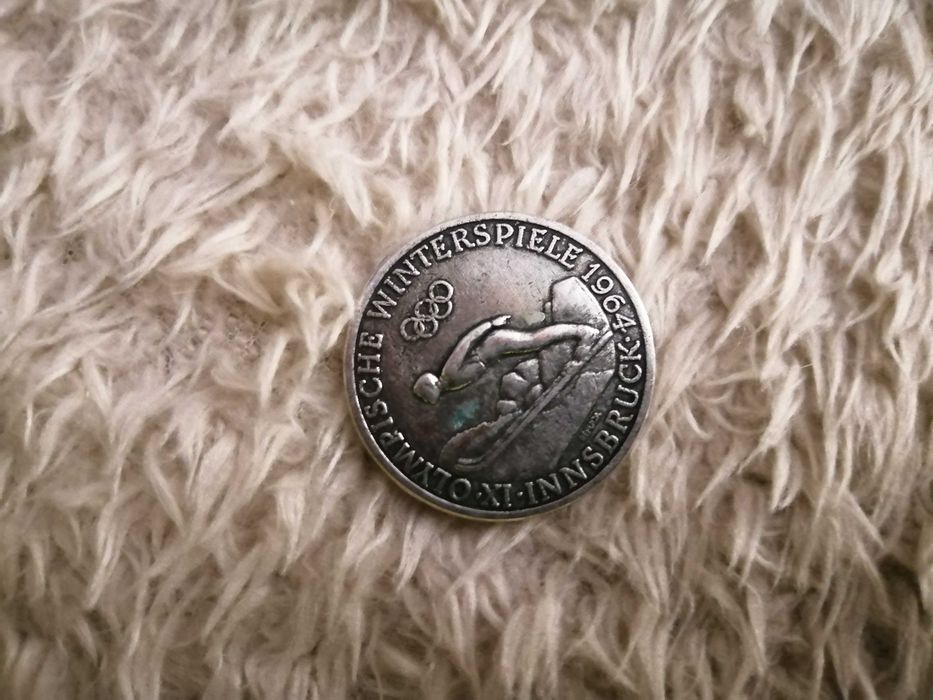 IX · OLYMPISCHE WINTERSPIELE 1964 · INNSBRUCK ·